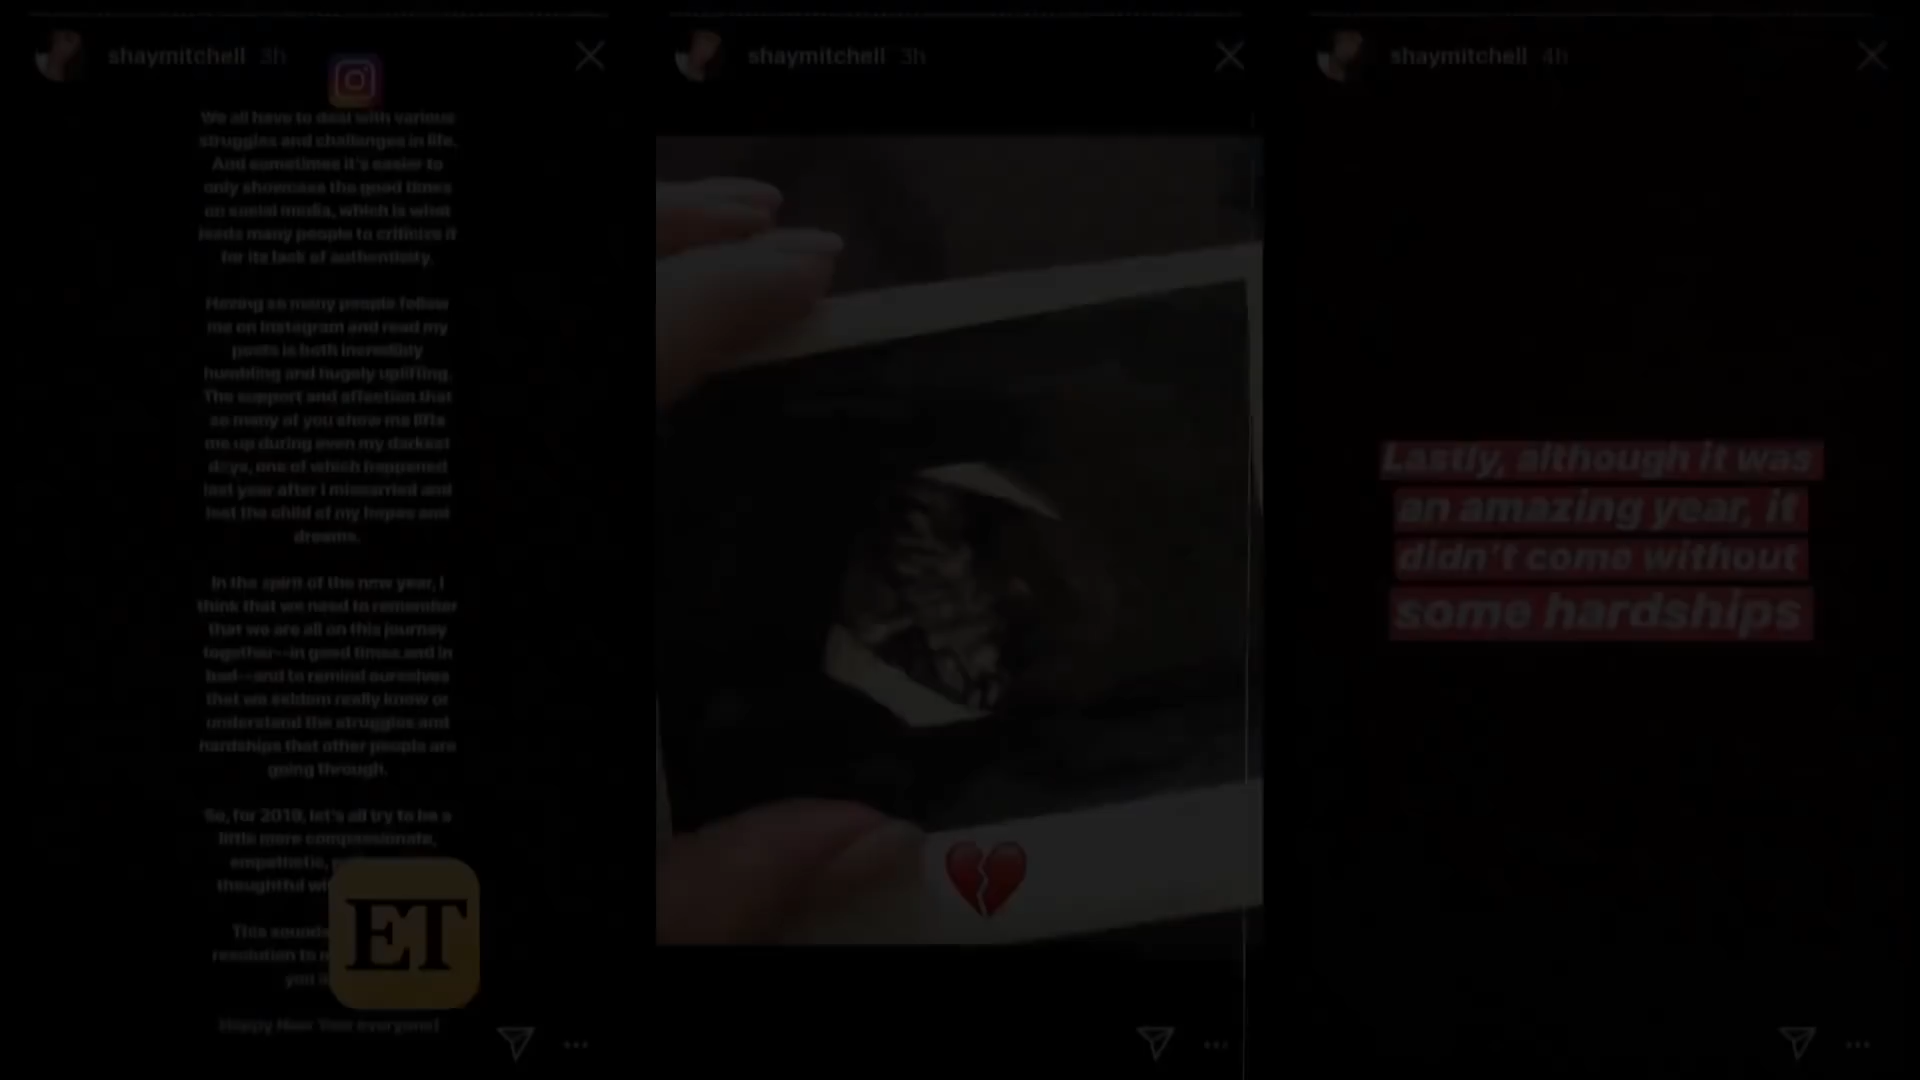 shaymitchell 3h
We all have to deal with various
struggles and challenges in life.
And sometimes it's easier to
only showcase the good times
on social media, which is what
leads many people to criticize it
for its lack of authenticity.
Having so many people follow
me on Instagram and read my
posts is both incredibly
humbling and hugely uplifting.
The support and affection that
so many of you show me lifts
me up during even my darkest
days, one of which happened
last year after I miscarried and
lost the child of my hopes and
dreams.
In the spirit of the new year, I
think that we need to remember
that we are all on this journey
together--in good times and in
bad--and to remind ourselves
that we seldom really know or
understand the struggles and
hardships that other people are
going through.
So, for 2019, let's all try to be a
little more compassionate,
empathetic,
thoughtful
This
resolution to
you
Happy New Year everyone!
ET
shaymitchell 3h
shaymitchell 4h
Lastly, although it was
an amazing year, it
didn't come without
some hardships